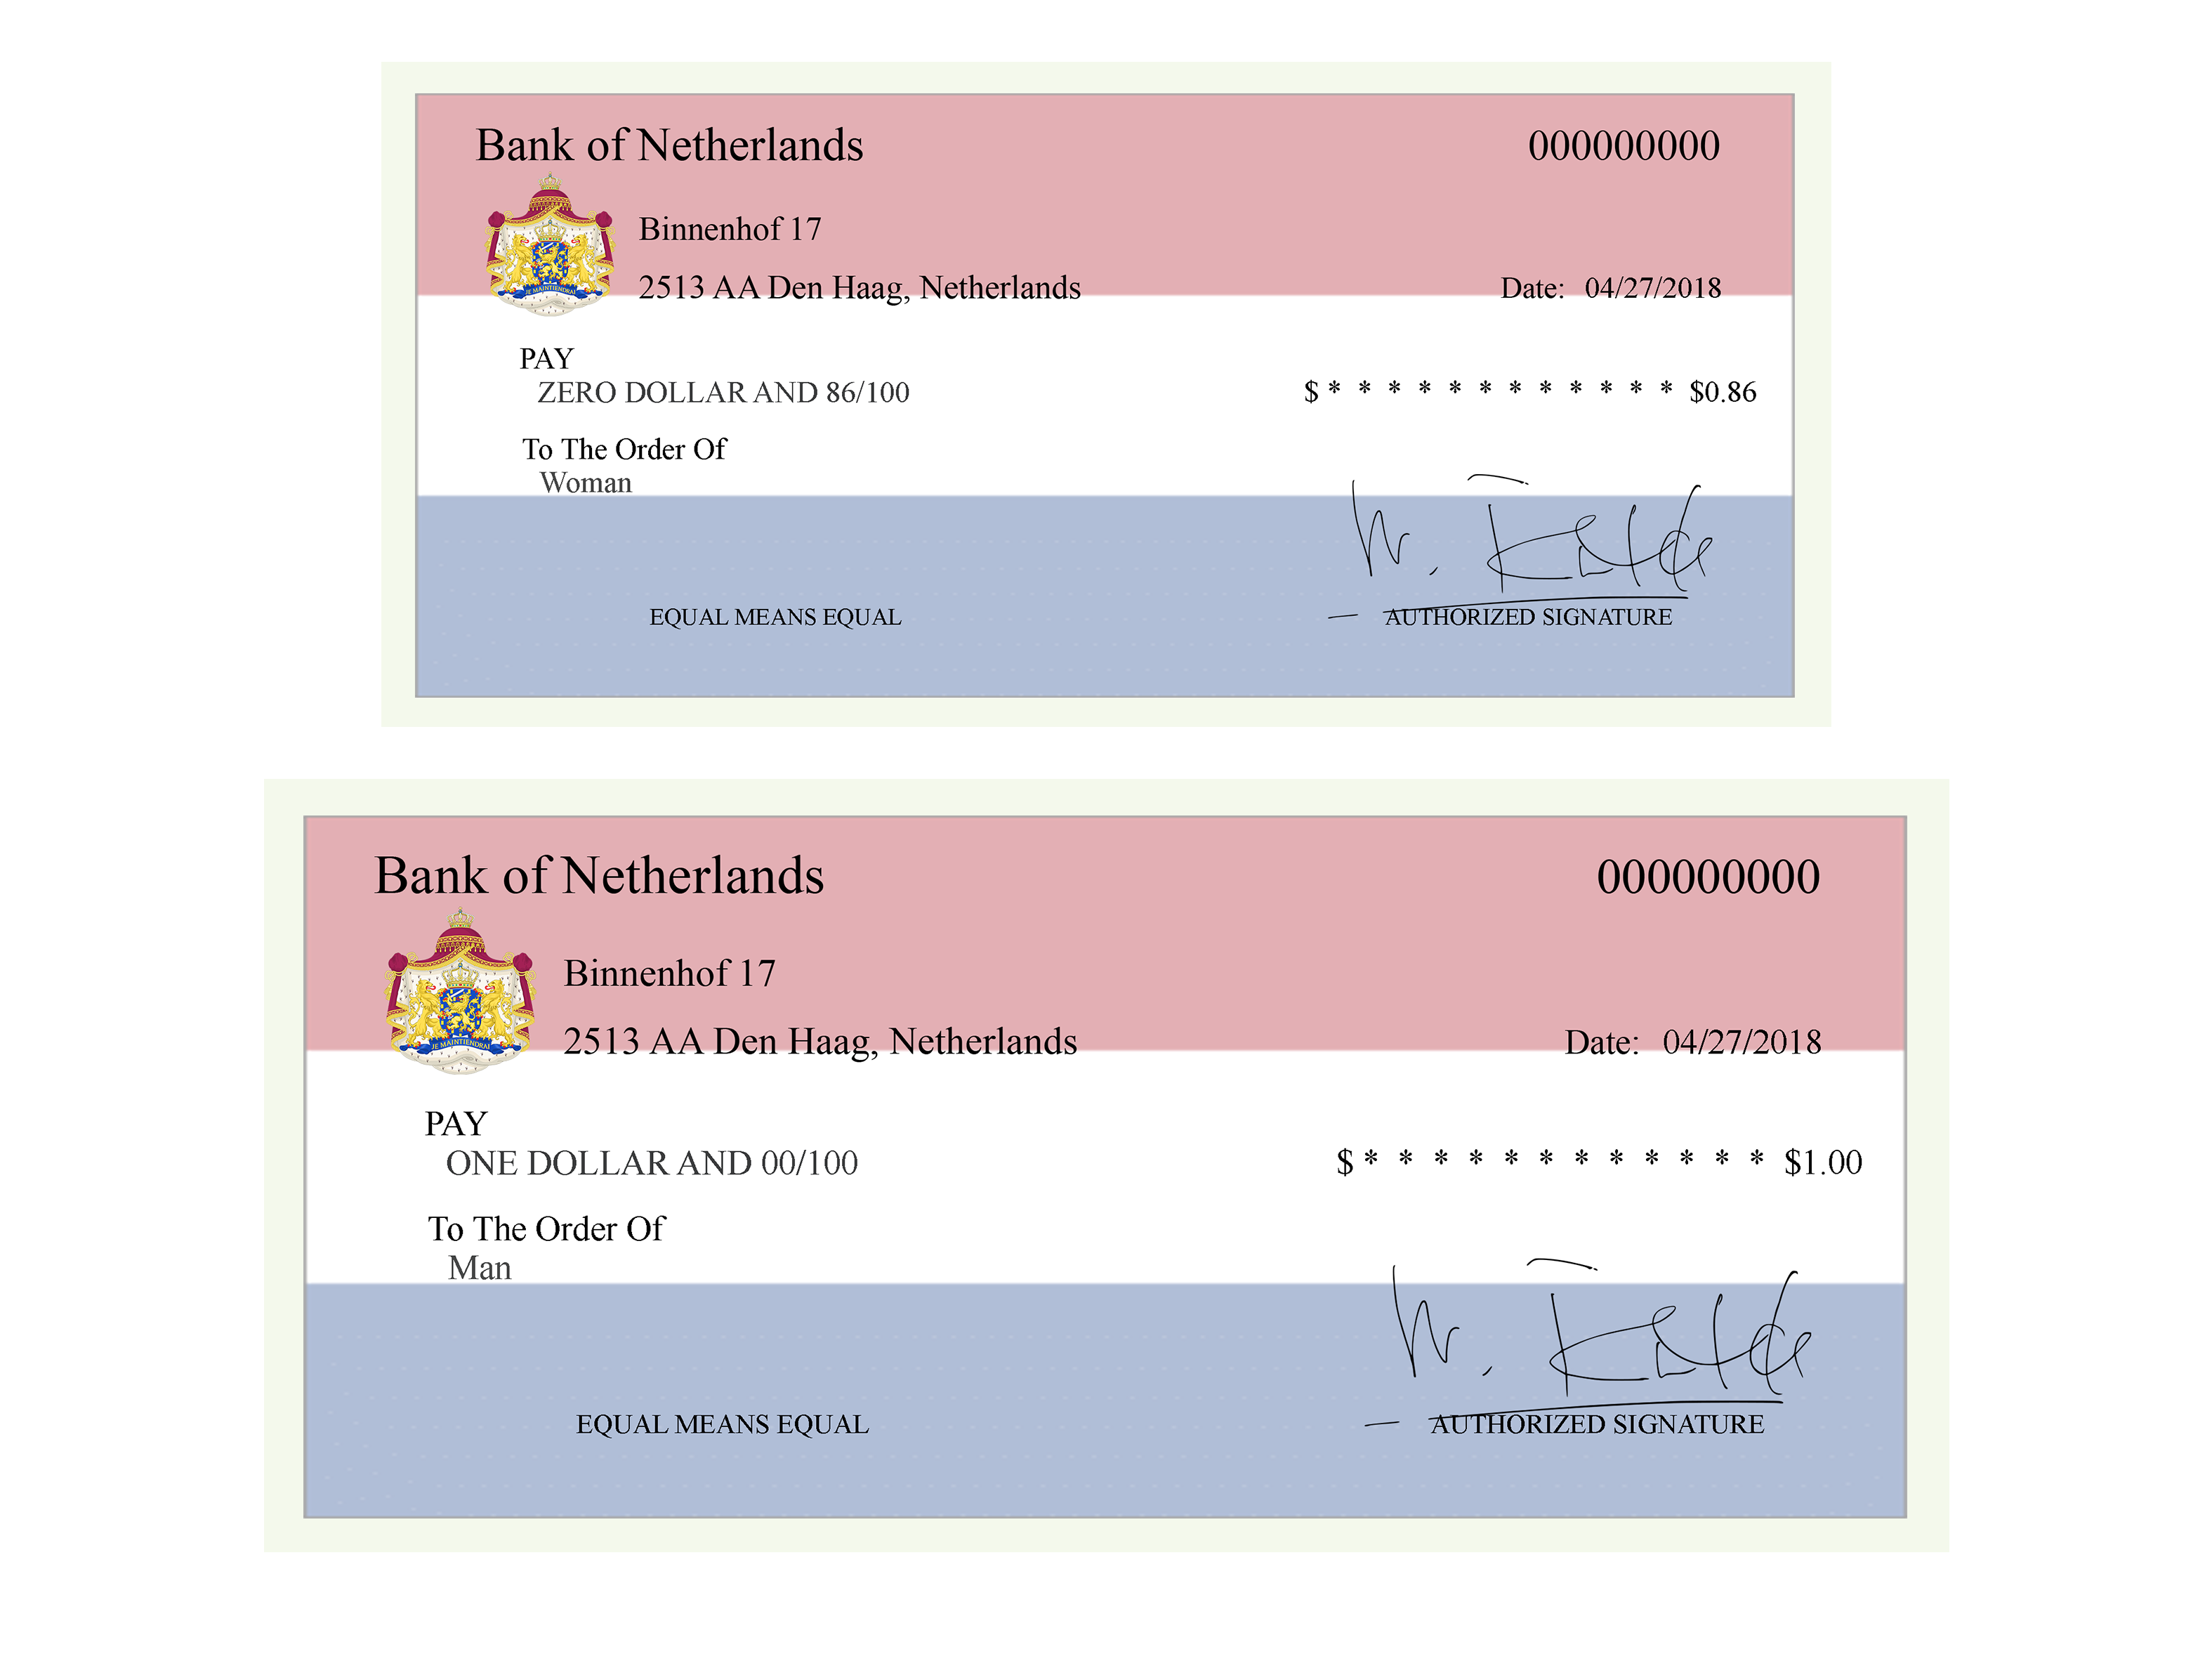 Bank of Netherlands 000000000
Binnenhof 17
2513 AA Den Haag, Netherlands Date: 04/27/2018
JE MAINTIENDRAI
PAY
ZERO DOLLAR AND 86/100 $ * * * * * * * * * * * * $0.86
To The Order Of
Woman
EQUAL MEANS EQUAL AUTHORIZED SIGNATURE
Bank of Netherlands 000000000
Binnenhof 17
2513 AA Den Haag, Netherlands Date: 04/27/2018
JE MAINTIENDRAI
PAY
ONE DOLLAR AND 00/100 $ * * * * * * * * * * * * $1.00
To The Order Of
Man
EQUAL MEANS EQUAL AUTHORIZED SIGNATURE